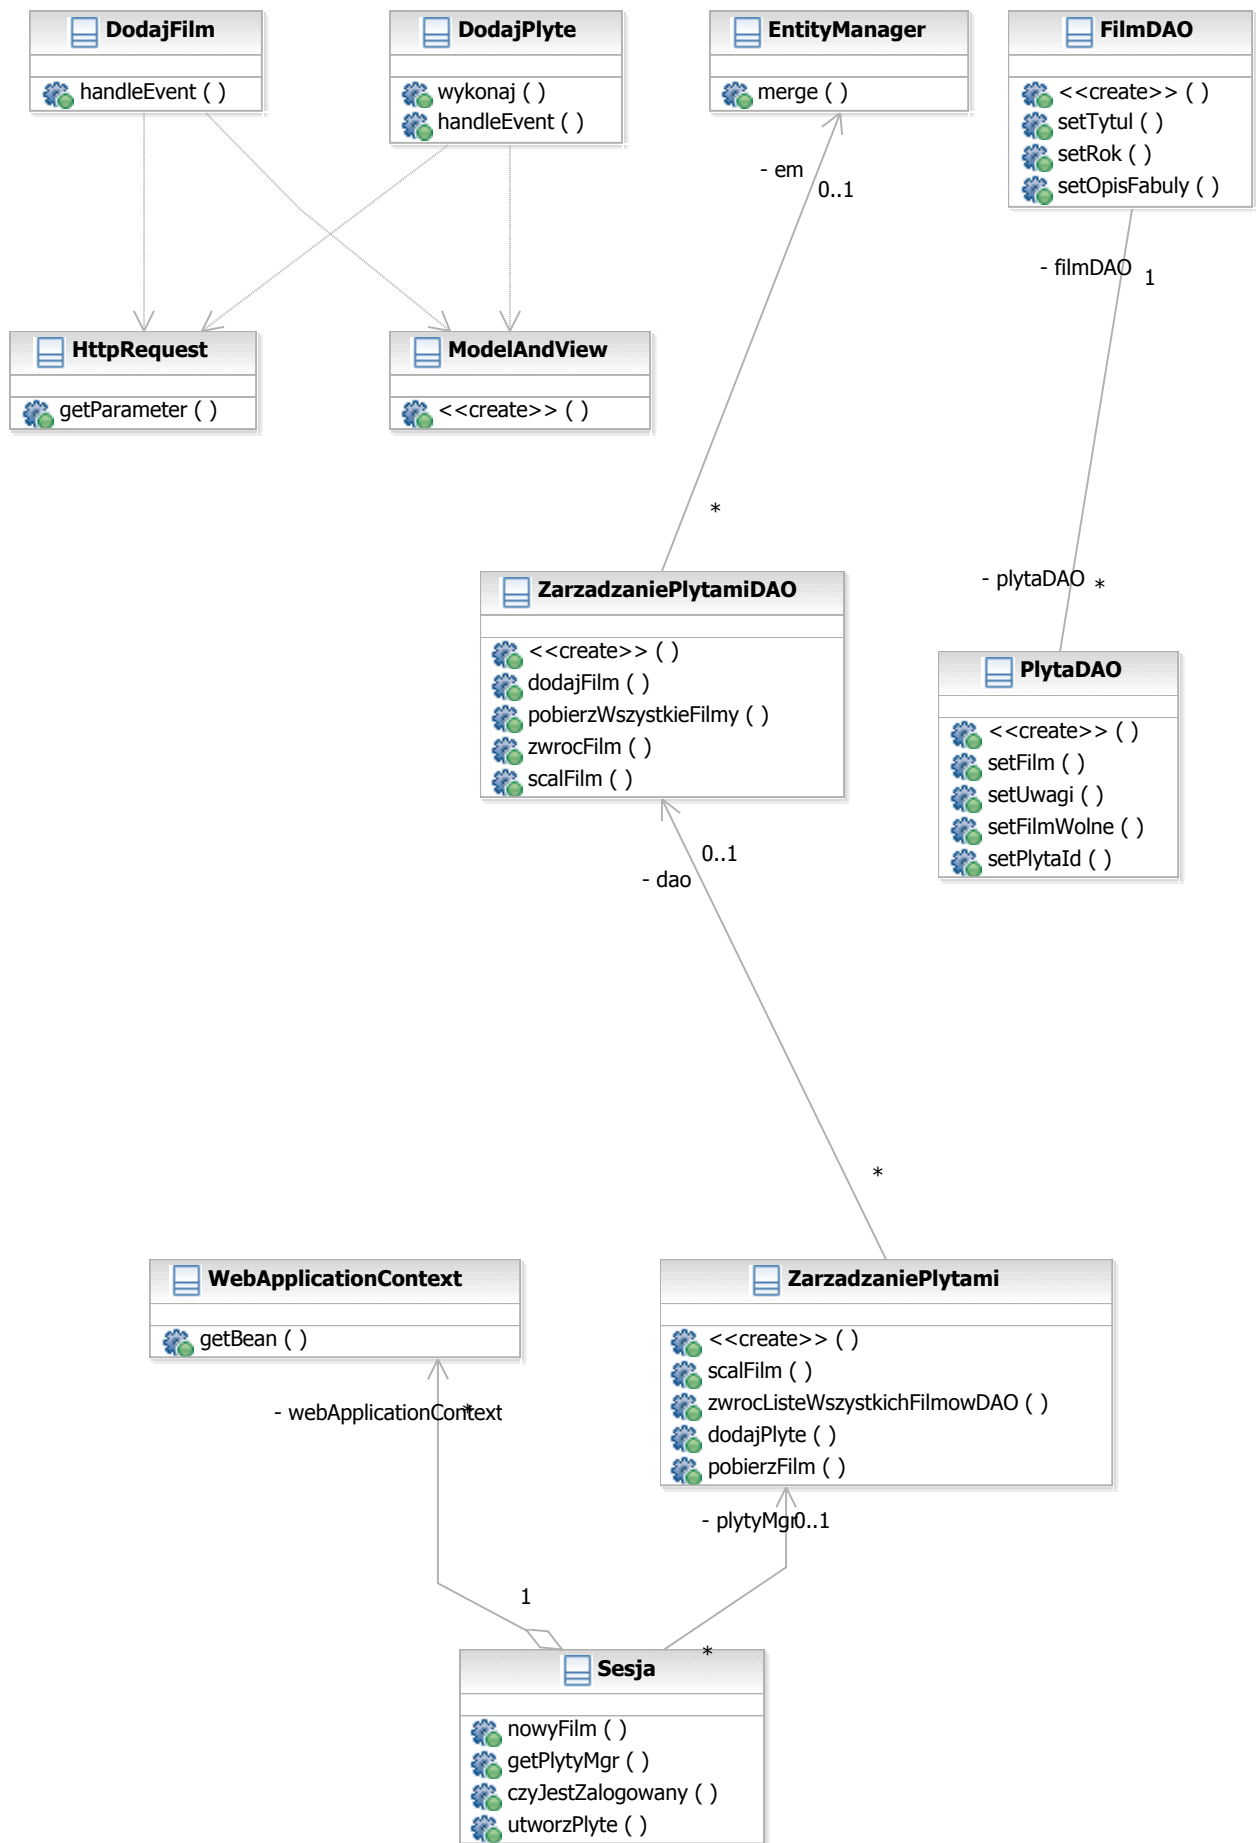 DodajFilm
handleEvent ( )
DodajPlyte
wykonaj ( )
handleEvent ( )
EntityManager
merge ( )
FilmDAO
<<create>> ( )
setTytul ( )
setRok ( )
setOpisFabuly ( )
- em
0..1
- filmDAO
1
HttpRequest
getParameter ( )
ModelAndView
<<create>> ( )
*
- plytaDAO
*
ZarzadzaniePlytamiDAO
<<create>> ( )
dodajFilm ( )
pobierzWszystkieFilmy ( )
zwrocFilm ( )
scalFilm ( )
PlytaDAO
<<create>> ( )
setFilm ( )
setUwagi ( )
setFilmWolne ( )
setPlytaId ( )
0..1
- dao
*
WebApplicationContext
getBean ( )
ZarzadzaniePlytami
<<create>> ( )
scalFilm ( )
zwrocListeWszystkichFilmowDAO ( )
dodajPlyte ( )
pobierzFilm ( )
- webApplicationContext
*
- plytyMgr
0..1
1
*
Sesja
nowyFilm ( )
getPlytyMgr ( )
czyJestZalogowany ( )
utworzPlyte ( )